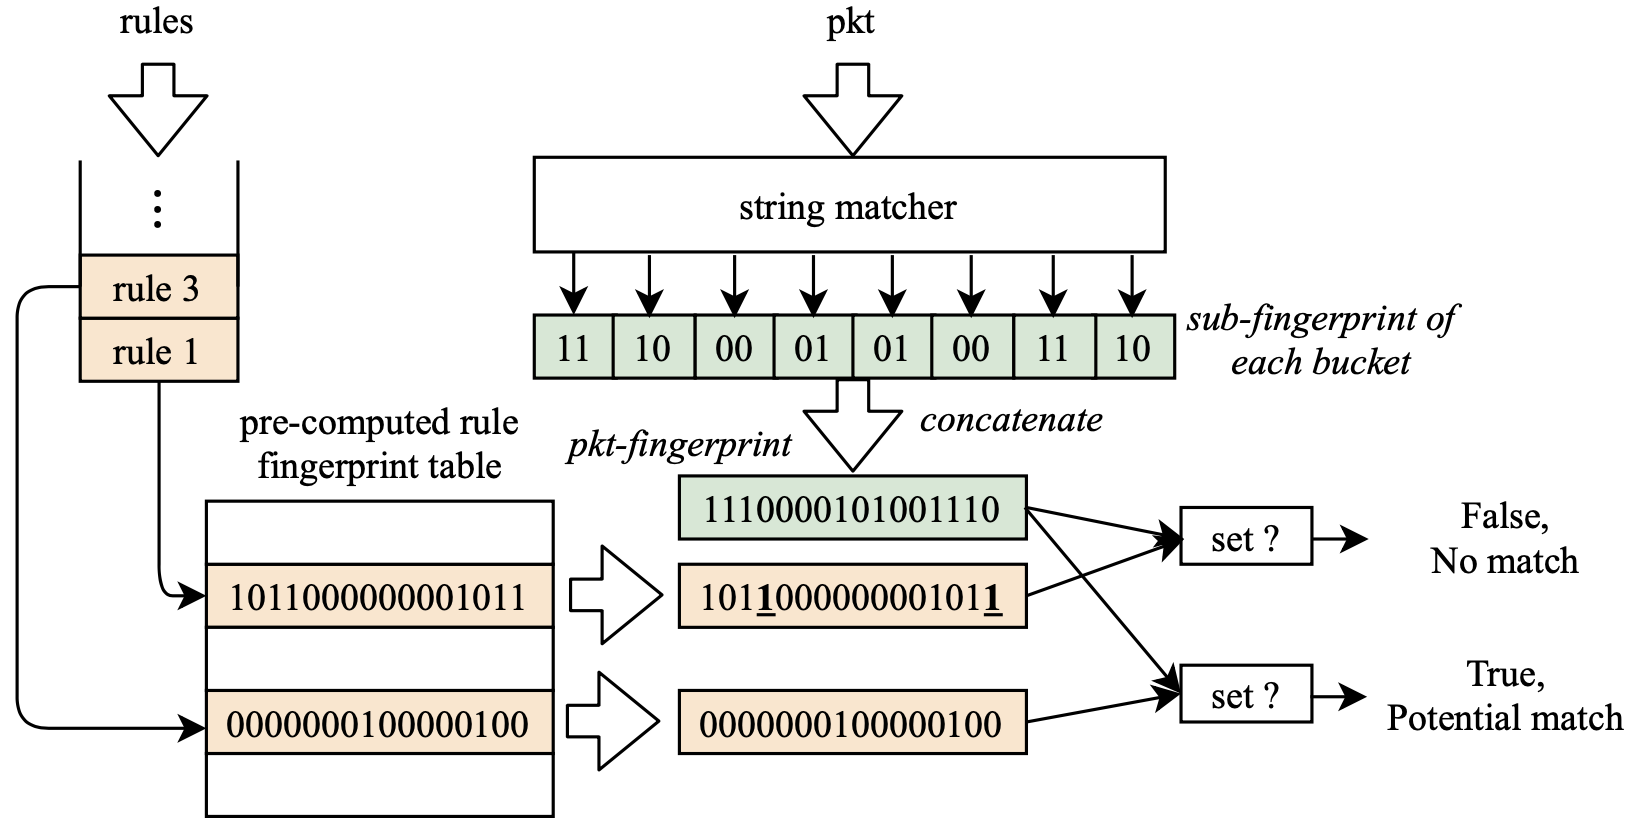 rules
pkt
string matcher
rule 3
rule 1
11 10 00 01 01 00 11 10
sub-fingerprint of
each bucket
pre-computed rule
fingerprint table
pkt-fingerprint
concatenate
1110000101001110
1011000000001011
1011000000001011
0000000100000100
0000000100000100
set ?
False,
No match
set ?
True,
Potential match